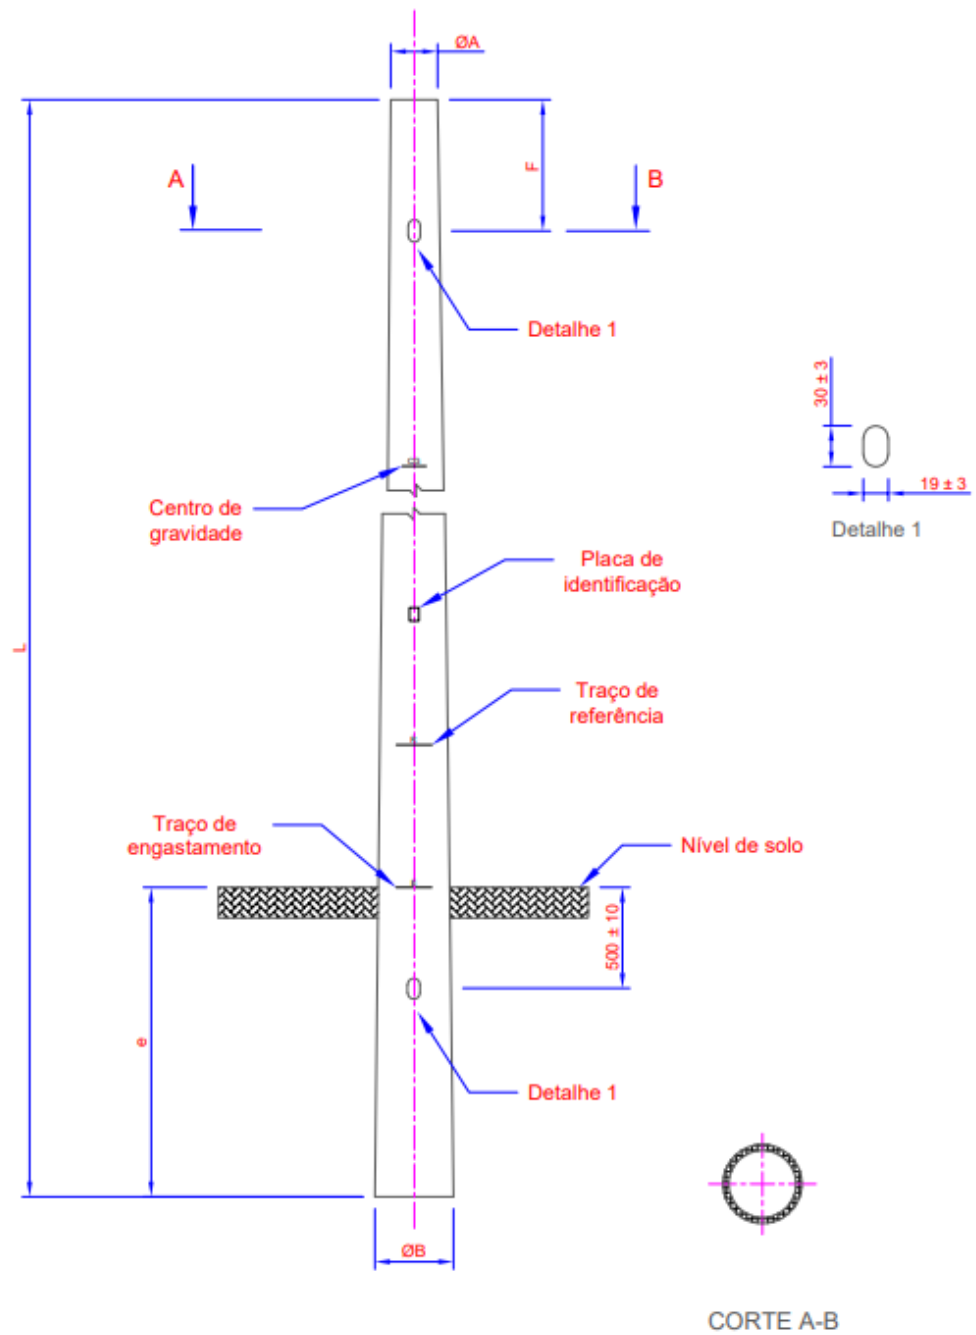 ØA
F
A
B
Detalhe 1
30 ± 3
19 ± 3
Detalhe 1
Centro de
gravidade
Placa de
identificação
L
Traço de
referência
Traço de
engastamento
Nível de solo
500 ± 10
e
Detalhe 1
ØB
CORTE A-B